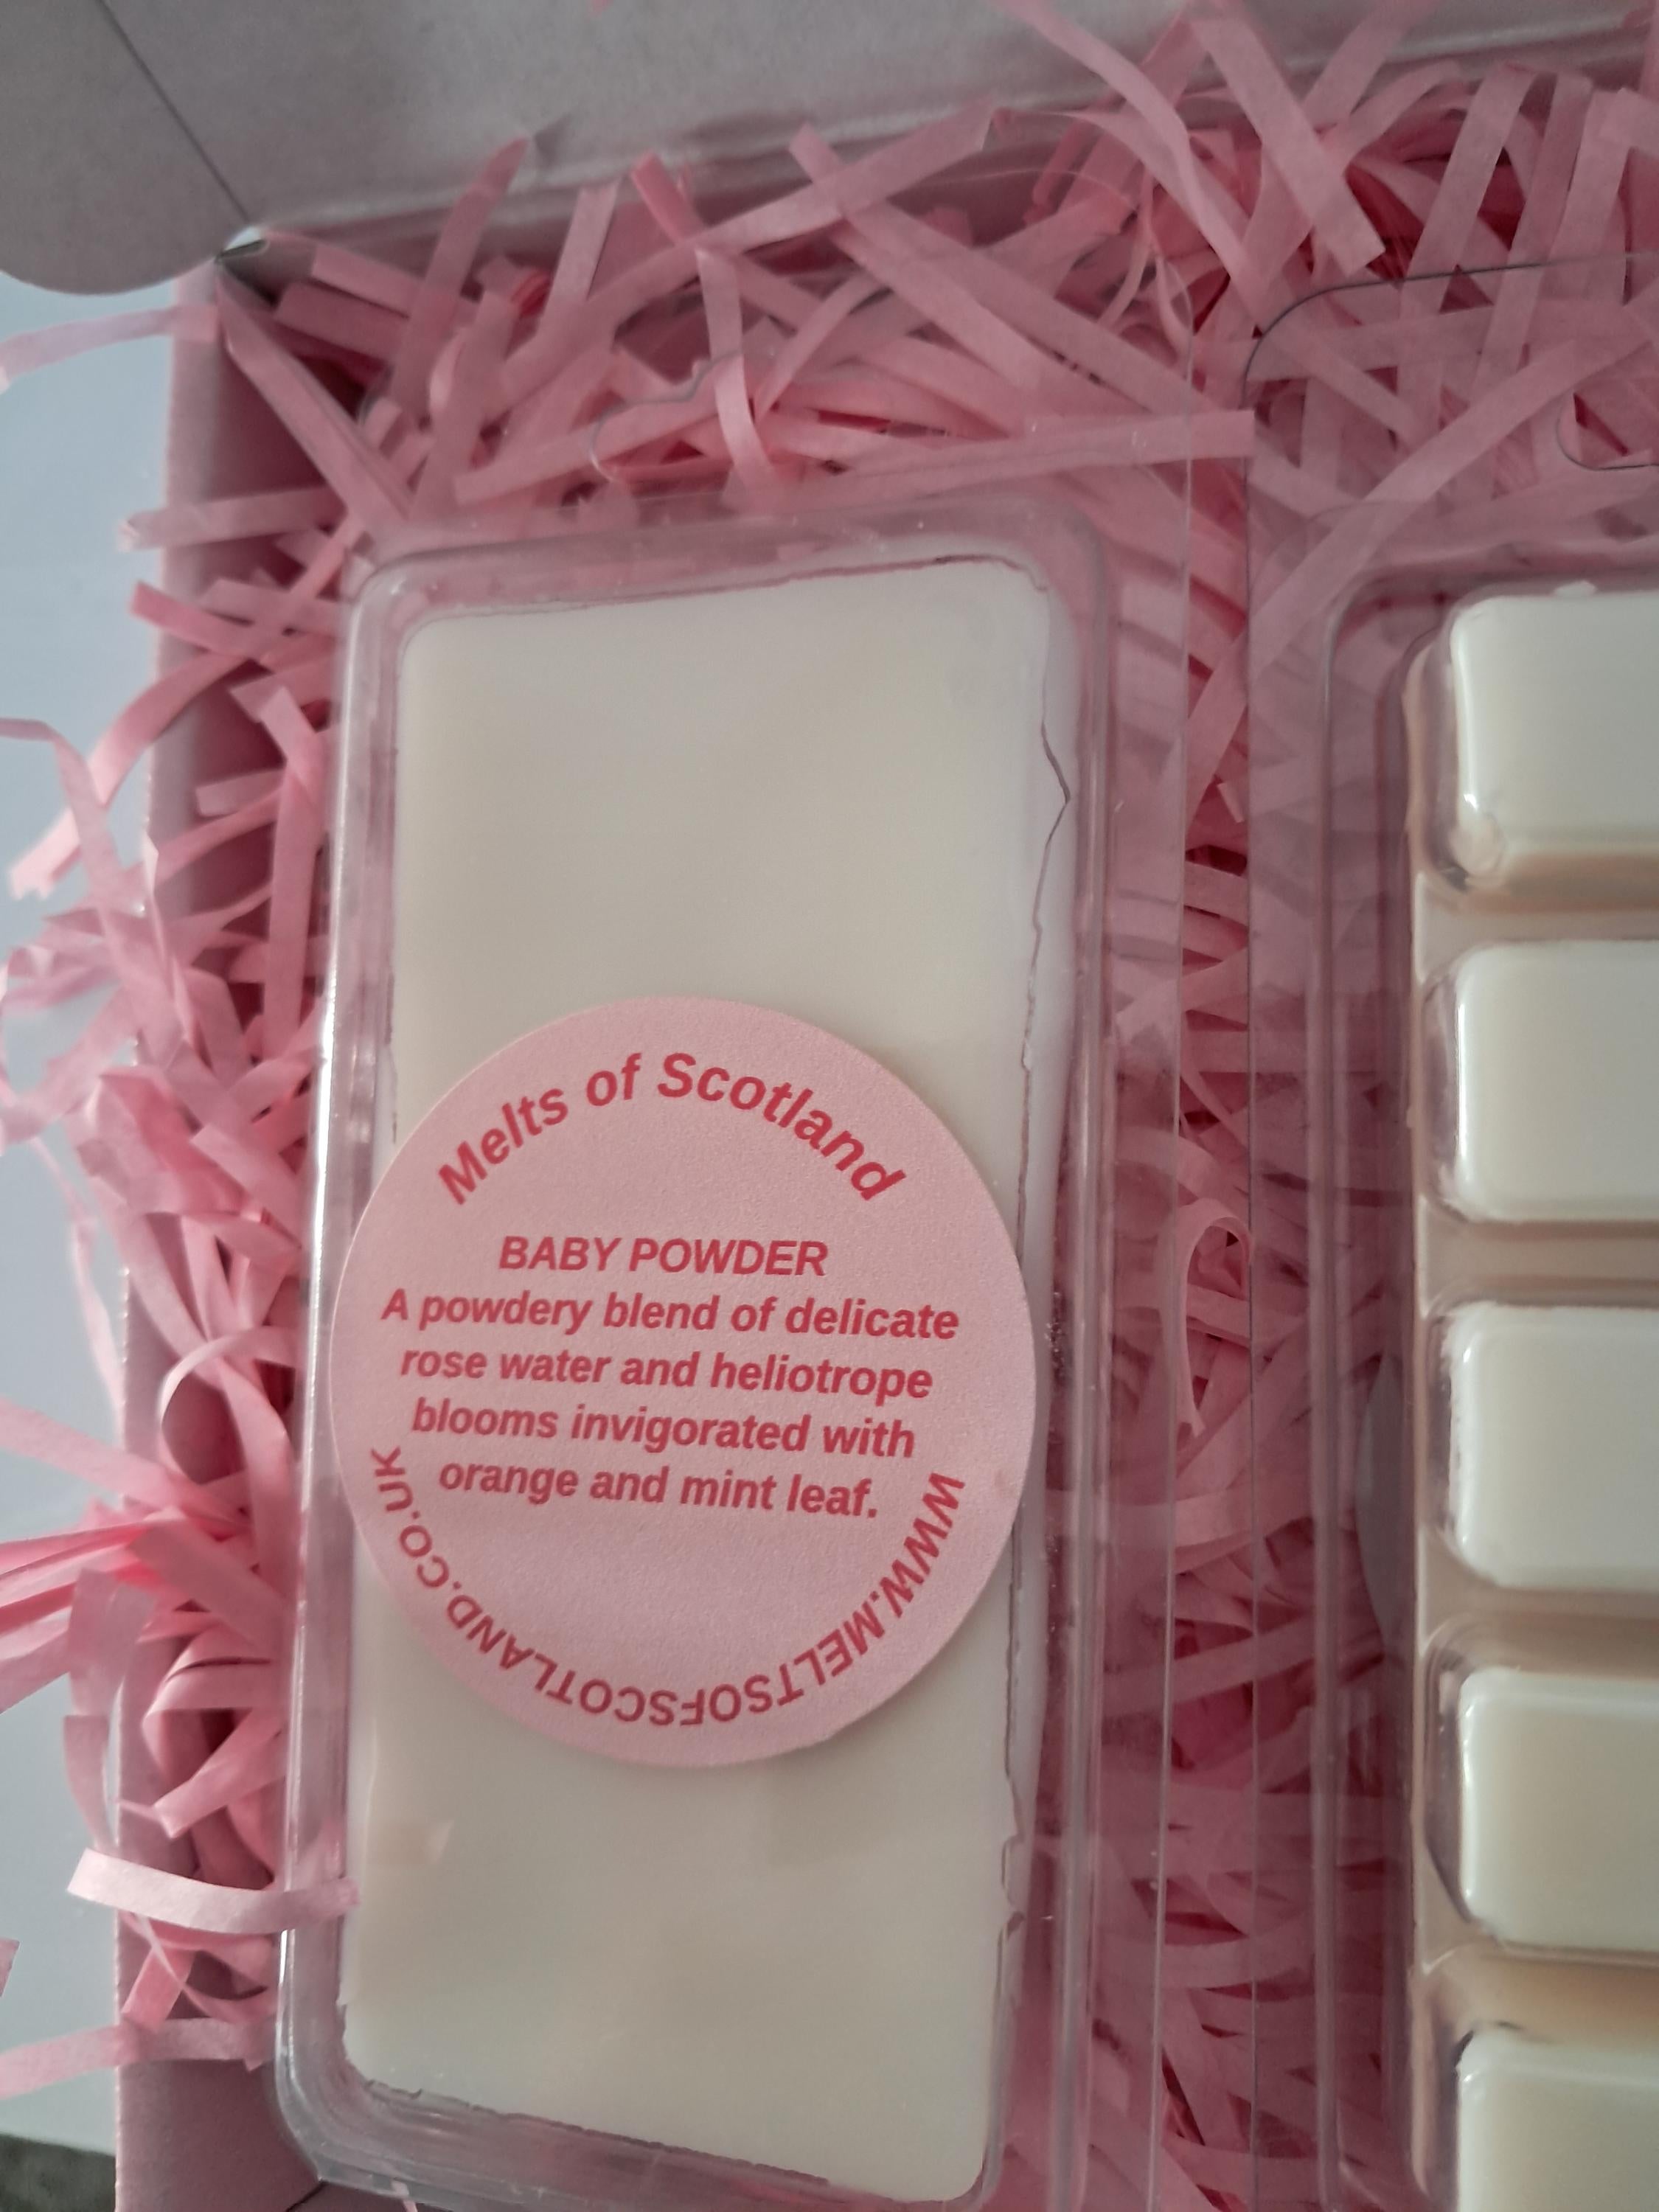 Melts of Scotland
BABY POWDER
A powdery blend of delicate
rose water and heliotrope
blooms invigorated with
orange and mint leaf.
WWW.MELTSOFSCOTLAND.CO.UK